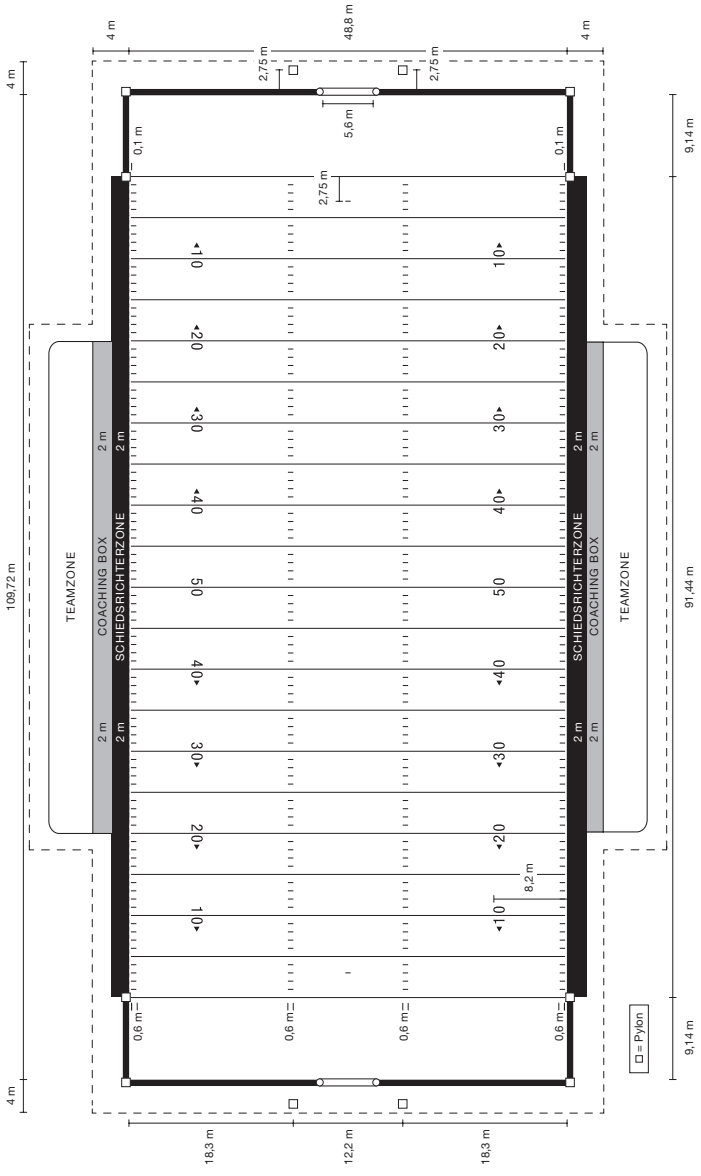 4 m
48,8 m
4 m
4 m
2,75 m
2,75 m
5,6 m
0,1 m
0,1 m
9,14 m
2,75 m
10
10
20
20
30
30
40
40
50
50
40
40
30
30
20
20
10
10
2 m
2 m
2 m
2 m
TEAMZONE
COACHING BOX
SCHIEDSRICHTERZONE
SCHIEDSRICHTERZONE
COACHING BOX
TEAMZONE
2 m
2 m
2 m
2 m
109,72 m
91,44 m
8,2 m
0,6 m
0,6 m
0,6 m
0,6 m
= Pylon
9,14 m
4 m
18,3 m
12,2 m
18,3 m